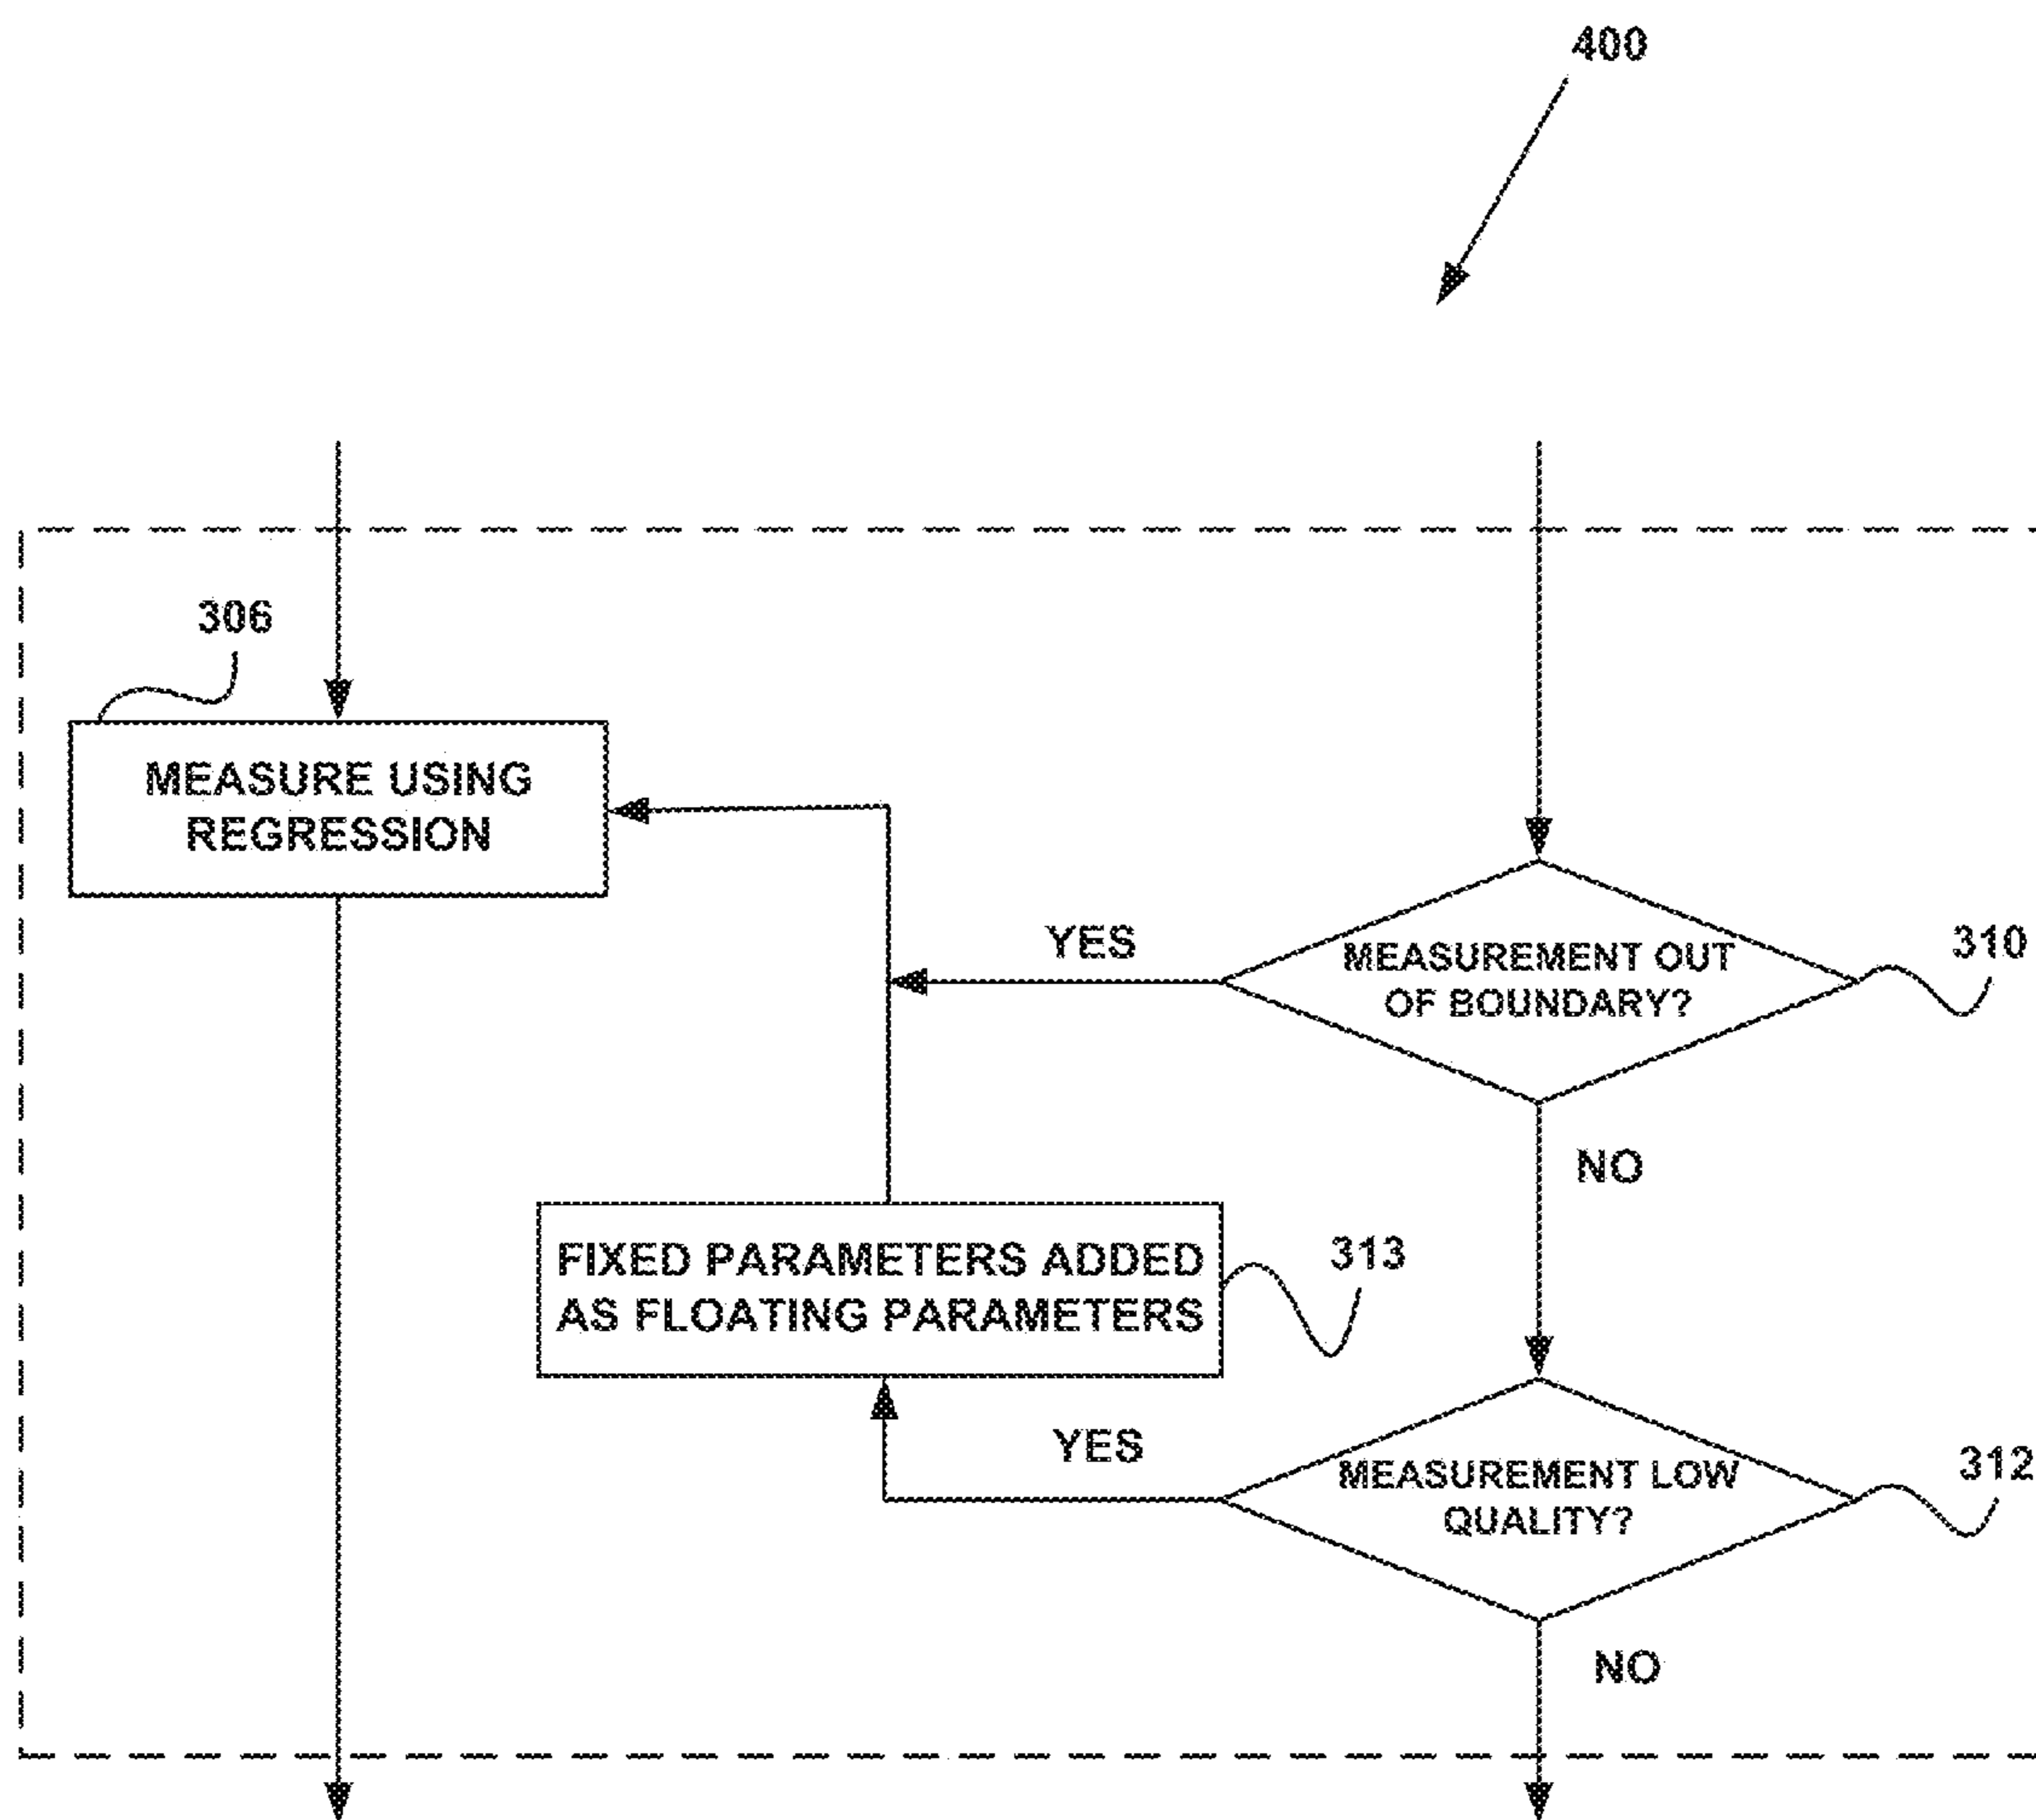 400
306
MEASURE USING
REGRESSION
YES
MEASUREMENT OUT
OF BOUNDARY?
310
NO
FIXED PARAMETERS ADDED
AS FLOATING PARAMETERS
313
YES
MEASUREMENT LOW
QUALITY?
312
NO